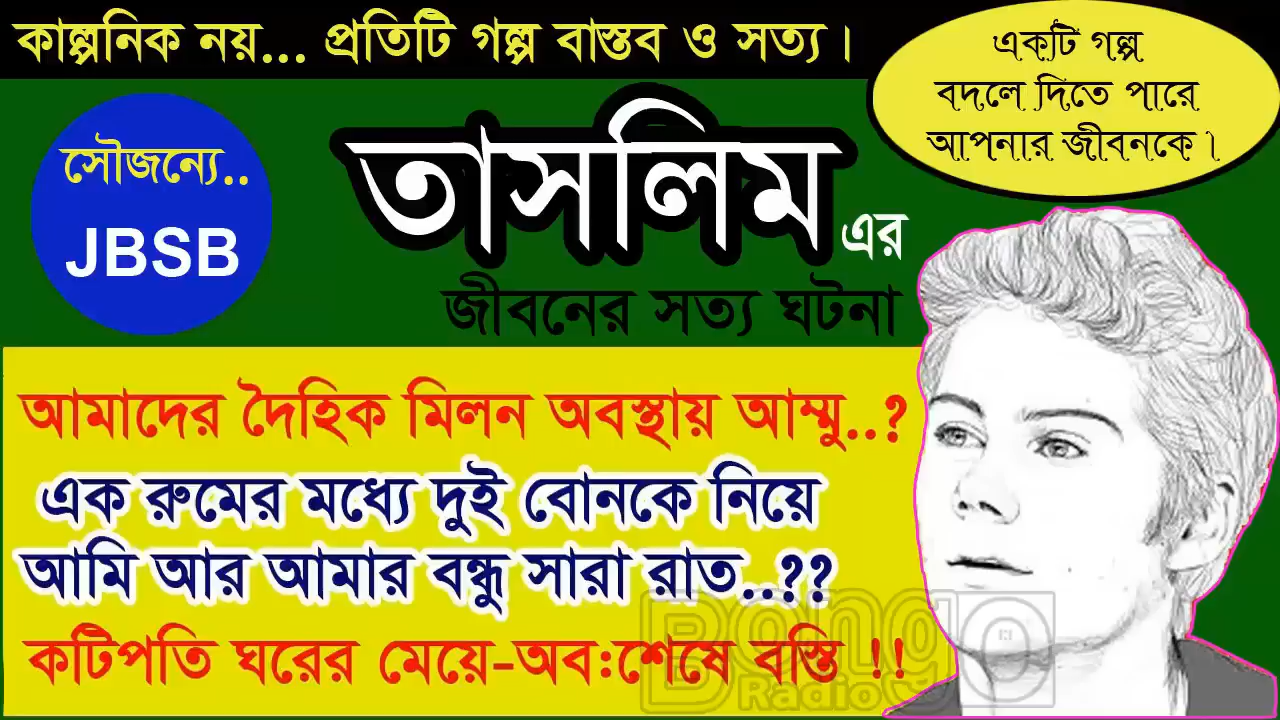 কাল্পনিক নয়... প্রতিটি গল্প বাস্তব ও সত্য।
একটি গল্প
বদলে দিতে পারে
আপনার জীবনকে।
সৌজন্যে..
JBSB
তাসলিম এর
জীবনের সত্য ঘটনা
আমাদের দৈহিক মিলন অবস্থায় আম্মু..?
এক রুমের মধ্যে দুই বোনকে নিয়ে
আমি আর আমার বন্ধু সারা রাত..??
কটিপতি ঘরের মেয়ে-অবঃশেষে বস্তি !!
Bongo
Radio